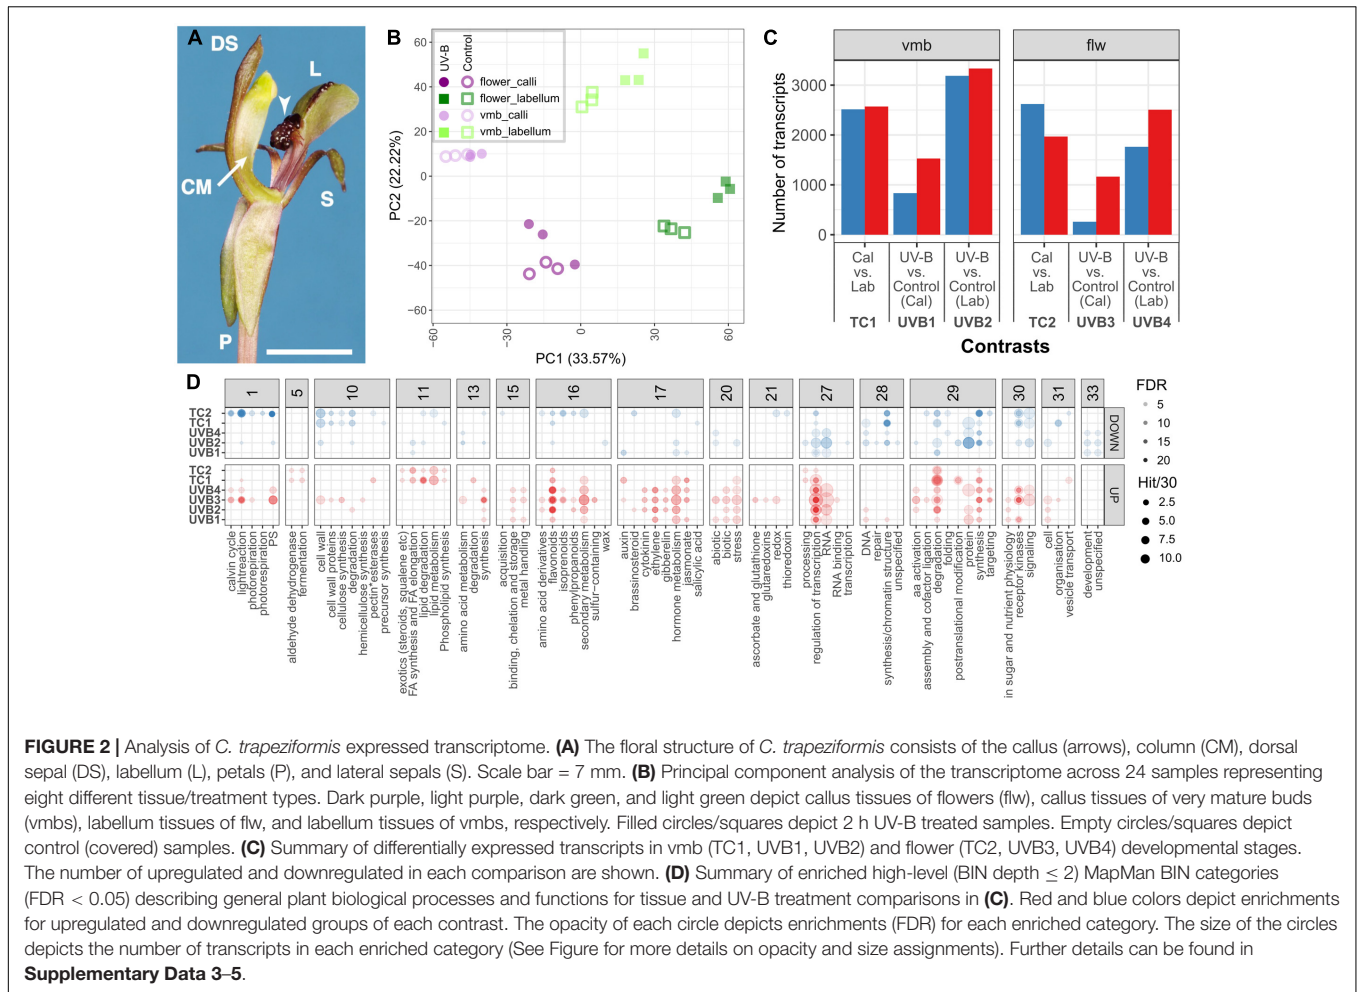 A
DS
L
CM
S
P
B
UV-B
Control
flower_calli
flower_labellum
vmb_calli
vmb_labellum
60
40
20
0
−20
−40
−60
PC2 (22.22%)
−60
−30
0
30
60
PC1 (33.57%)
C
vmb
flw
3000
2000
1000
0
Number of transcripts
Cal
vs.
Lab
TC1
UV-B
vs.
Control
(Cal)
UVB1
UV-B
vs.
Control
(Lab)
UVB2
Cal
vs.
Lab
TC2
UV-B
vs.
Control
(Cal)
UVB3
UV-B
vs.
Control
(Lab)
UVB4
Contrasts
D
1 5 10 11 13 15 16 17 20 21 27 28 29 30 31 33
TC2
TC1
UVB4
UVB2
UVB1
DOWN
TC2
TC1
UVB4
UVB3
UVB2
UVB1
UP
FDR
5
10
15
20
Hit/30
2.5
5.0
7.5
10.0
calvin cycle
lightreaction
photorepiration
photorespiration
PS
aldehyde dehydrogenase
fermentation
cell wall
cell wall proteins
cellulose synthesis
degradation
hemicellulose synthesis
pectin*esterases
precursor synthesis
exotics (steroids, squalene etc)
FA synthesis and FA elongation
lipid degradation
lipid metabolism
Phospholipid synthesis
amino acid metabolism
degradation
synthesis
acquisition
binding, chelation and storage
metal handling
amino acid derivatives
flavonoids
isoprenoids
phenylpropanoids
secondary metabolism
sulfur−containing
wax
auxin
brassinosteroid
cytokinin
ethylene
gibberelin
hormone metabolism
jasmonate
salicylic acid
abiotic
biotic
stress
ascorbate and glutathione
glutaredoxins
redox
thioredoxin
processing
regulation of transcription
RNA
RNA binding
transcription
DNA
repair
synthesis/chromatin structure
unspecified
aa activation
assembly and cofactor ligation
degradation
folding
postranslational modification
protein
synthesis
targeting
in sugar and nutrient physiology
receptor kinases
signaling
cell
organisation
vesicle transport
development
unspecified
FIGURE 2 | Analysis of C. trapeziformis expressed transcriptome. (A) The floral structure of C. trapeziformis consists of the callus (arrows), column (CM), dorsal
sepal (DS), labellum (L), petals (P), and lateral sepals (S). Scale bar = 7 mm. (B) Principal component analysis of the transcriptome across 24 samples representing
eight different tissue/treatment types. Dark purple, light purple, dark green, and light green depict callus tissues of flowers (flw), callus tissues of very mature buds
(vmbs), labellum tissues of flw, and labellum tissues of vmbs, respectively. Filled circles/squares depict 2 h UV-B treated samples. Empty circles/squares depict
control (covered) samples. (C) Summary of differentially expressed transcripts in vmb (TC1, UVB1, UVB2) and flower (TC2, UVB3, UVB4) developmental stages.
The number of upregulated and downregulated in each comparison are shown. (D) Summary of enriched high-level (BIN depth ≤ 2) MapMan BIN categories
(FDR < 0.05) describing general plant biological processes and functions for tissue and UV-B treatment comparisons in (C). Red and blue colors depict enrichments
for upregulated and downregulated groups of each contrast. The opacity of each circle depicts enrichments (FDR) for each enriched category. The size of the circles
depicts the number of transcripts in each enriched category (See Figure for more details on opacity and size assignments). Further details can be found in
Supplementary Data 3–5.